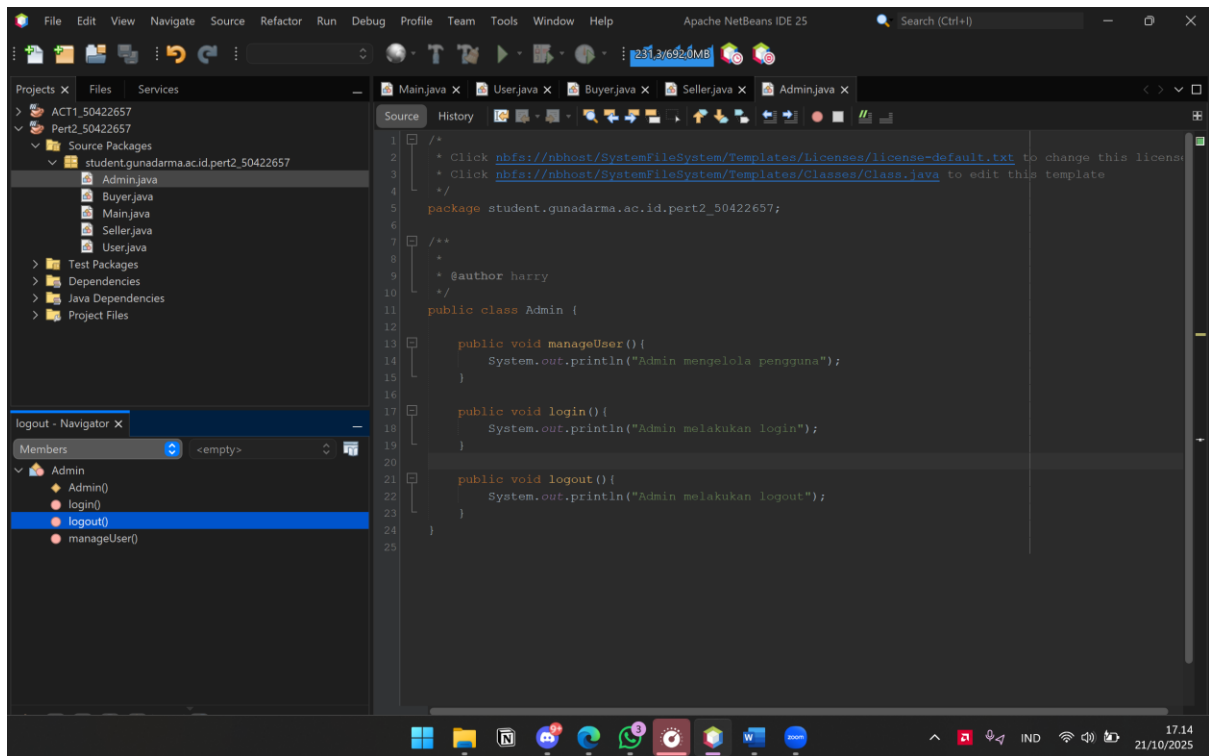 File Edit View Navigate Source Refactor Run Debug Profile Team Tools Window Help Apache NetBeans IDE 25 Search (Ctrl+I)
231,3/692,0MB
Projects Files Services
ACT1_50422657
Pert2_50422657
Source Packages
student.gunadarma.ac.id.pert2_50422657
Admin.java
Buyer.java
Main.java
Seller.java
User.java
Test Packages
Dependencies
Java Dependencies
Project Files
logout - Navigator
Members <empty>
Admin
Admin()
login()
logout()
manageUser()
Main.java User.java Buyer.java Seller.java Admin.java
Source History
1 /*
2 * Click nbfs://nbhost/SystemFileSystem/Templates/Licenses/license-default.txt to change this license
3 * Click nbfs://nbhost/SystemFileSystem/Templates/Classes/Class.java to edit this template
4 */
5 package student.gunadarma.ac.id.pert2_50422657;
6
7 /**
8 *
9 * @author harry
10 */
11 public class Admin {
12
13 public void manageUser(){
14 System.out.println("Admin mengelola pengguna");
15 }
16
17 public void login(){
18 System.out.println("Admin melakukan login");
19 }
20
21 public void logout(){
22 System.out.println("Admin melakukan logout");
23 }
24 }
25
9+ 3 W zoom
IND 17.14
21/10/2025